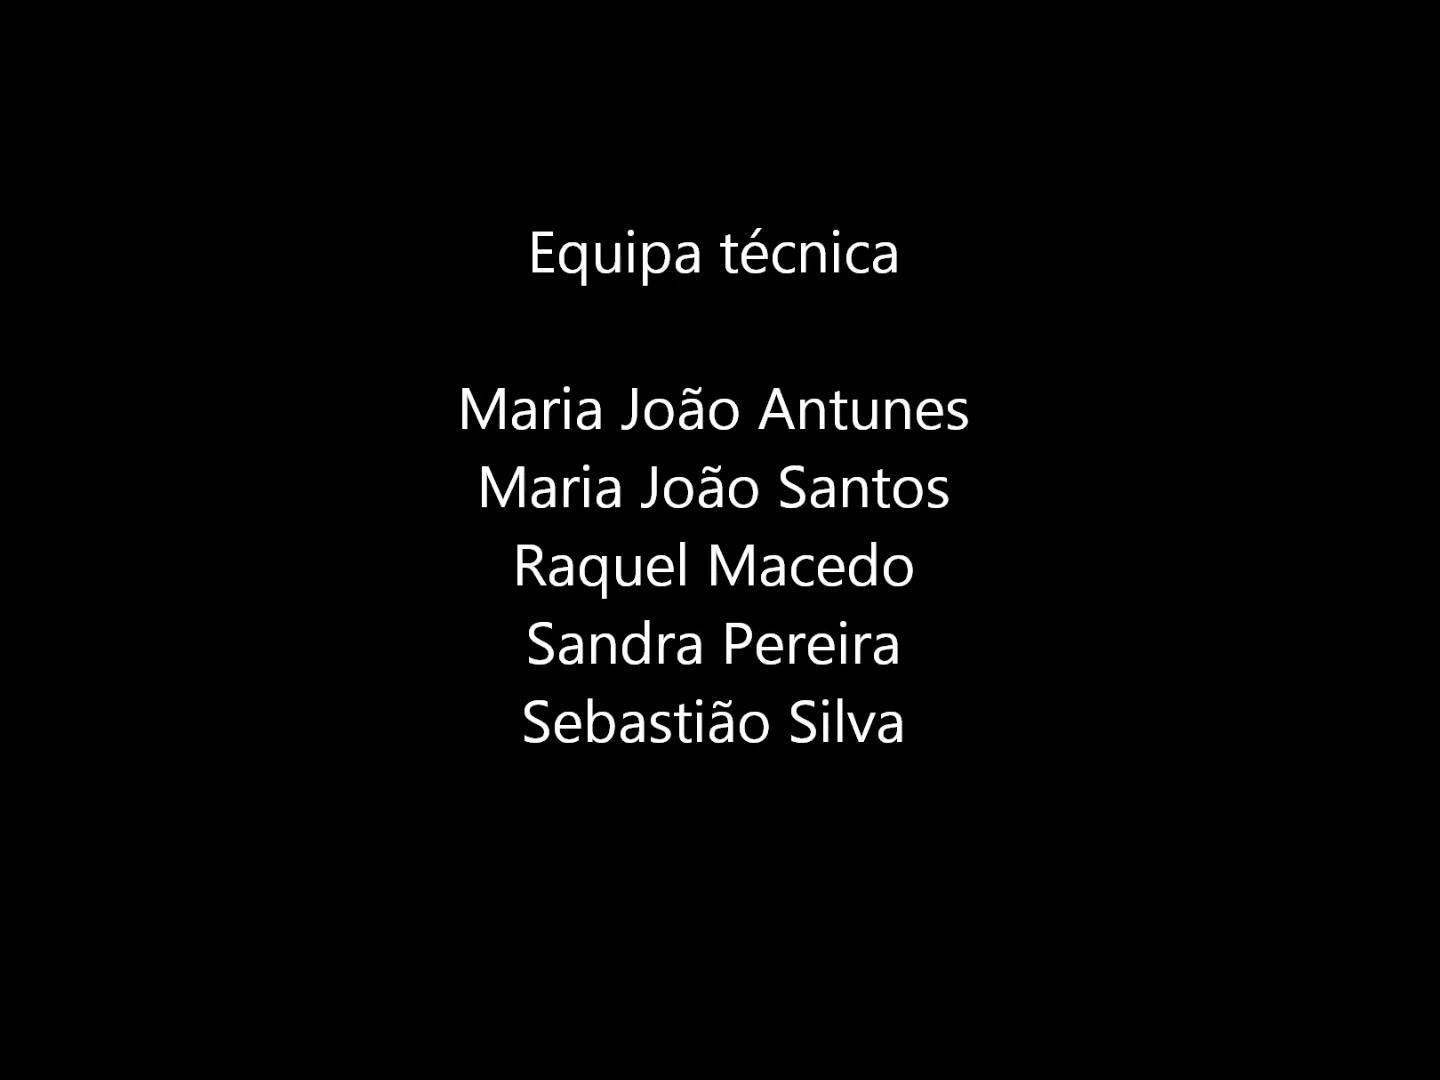 Equipa técnica
Maria João Antunes
Maria João Santos
Raquel Macedo
Sandra Pereira
Sebastião Silva